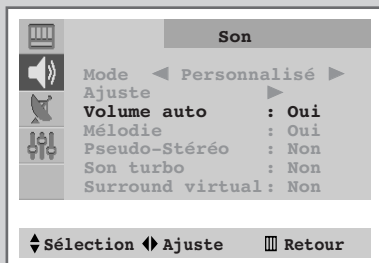 Son
Mode ◀ Personnalisé ▶
Ajuste ▶
Volume auto : Oui
Mélodie : Oui
Pseudo-Stéréo : Non
Son turbo : Non
Surround virtual : Non
Sélection Ajuste Retour